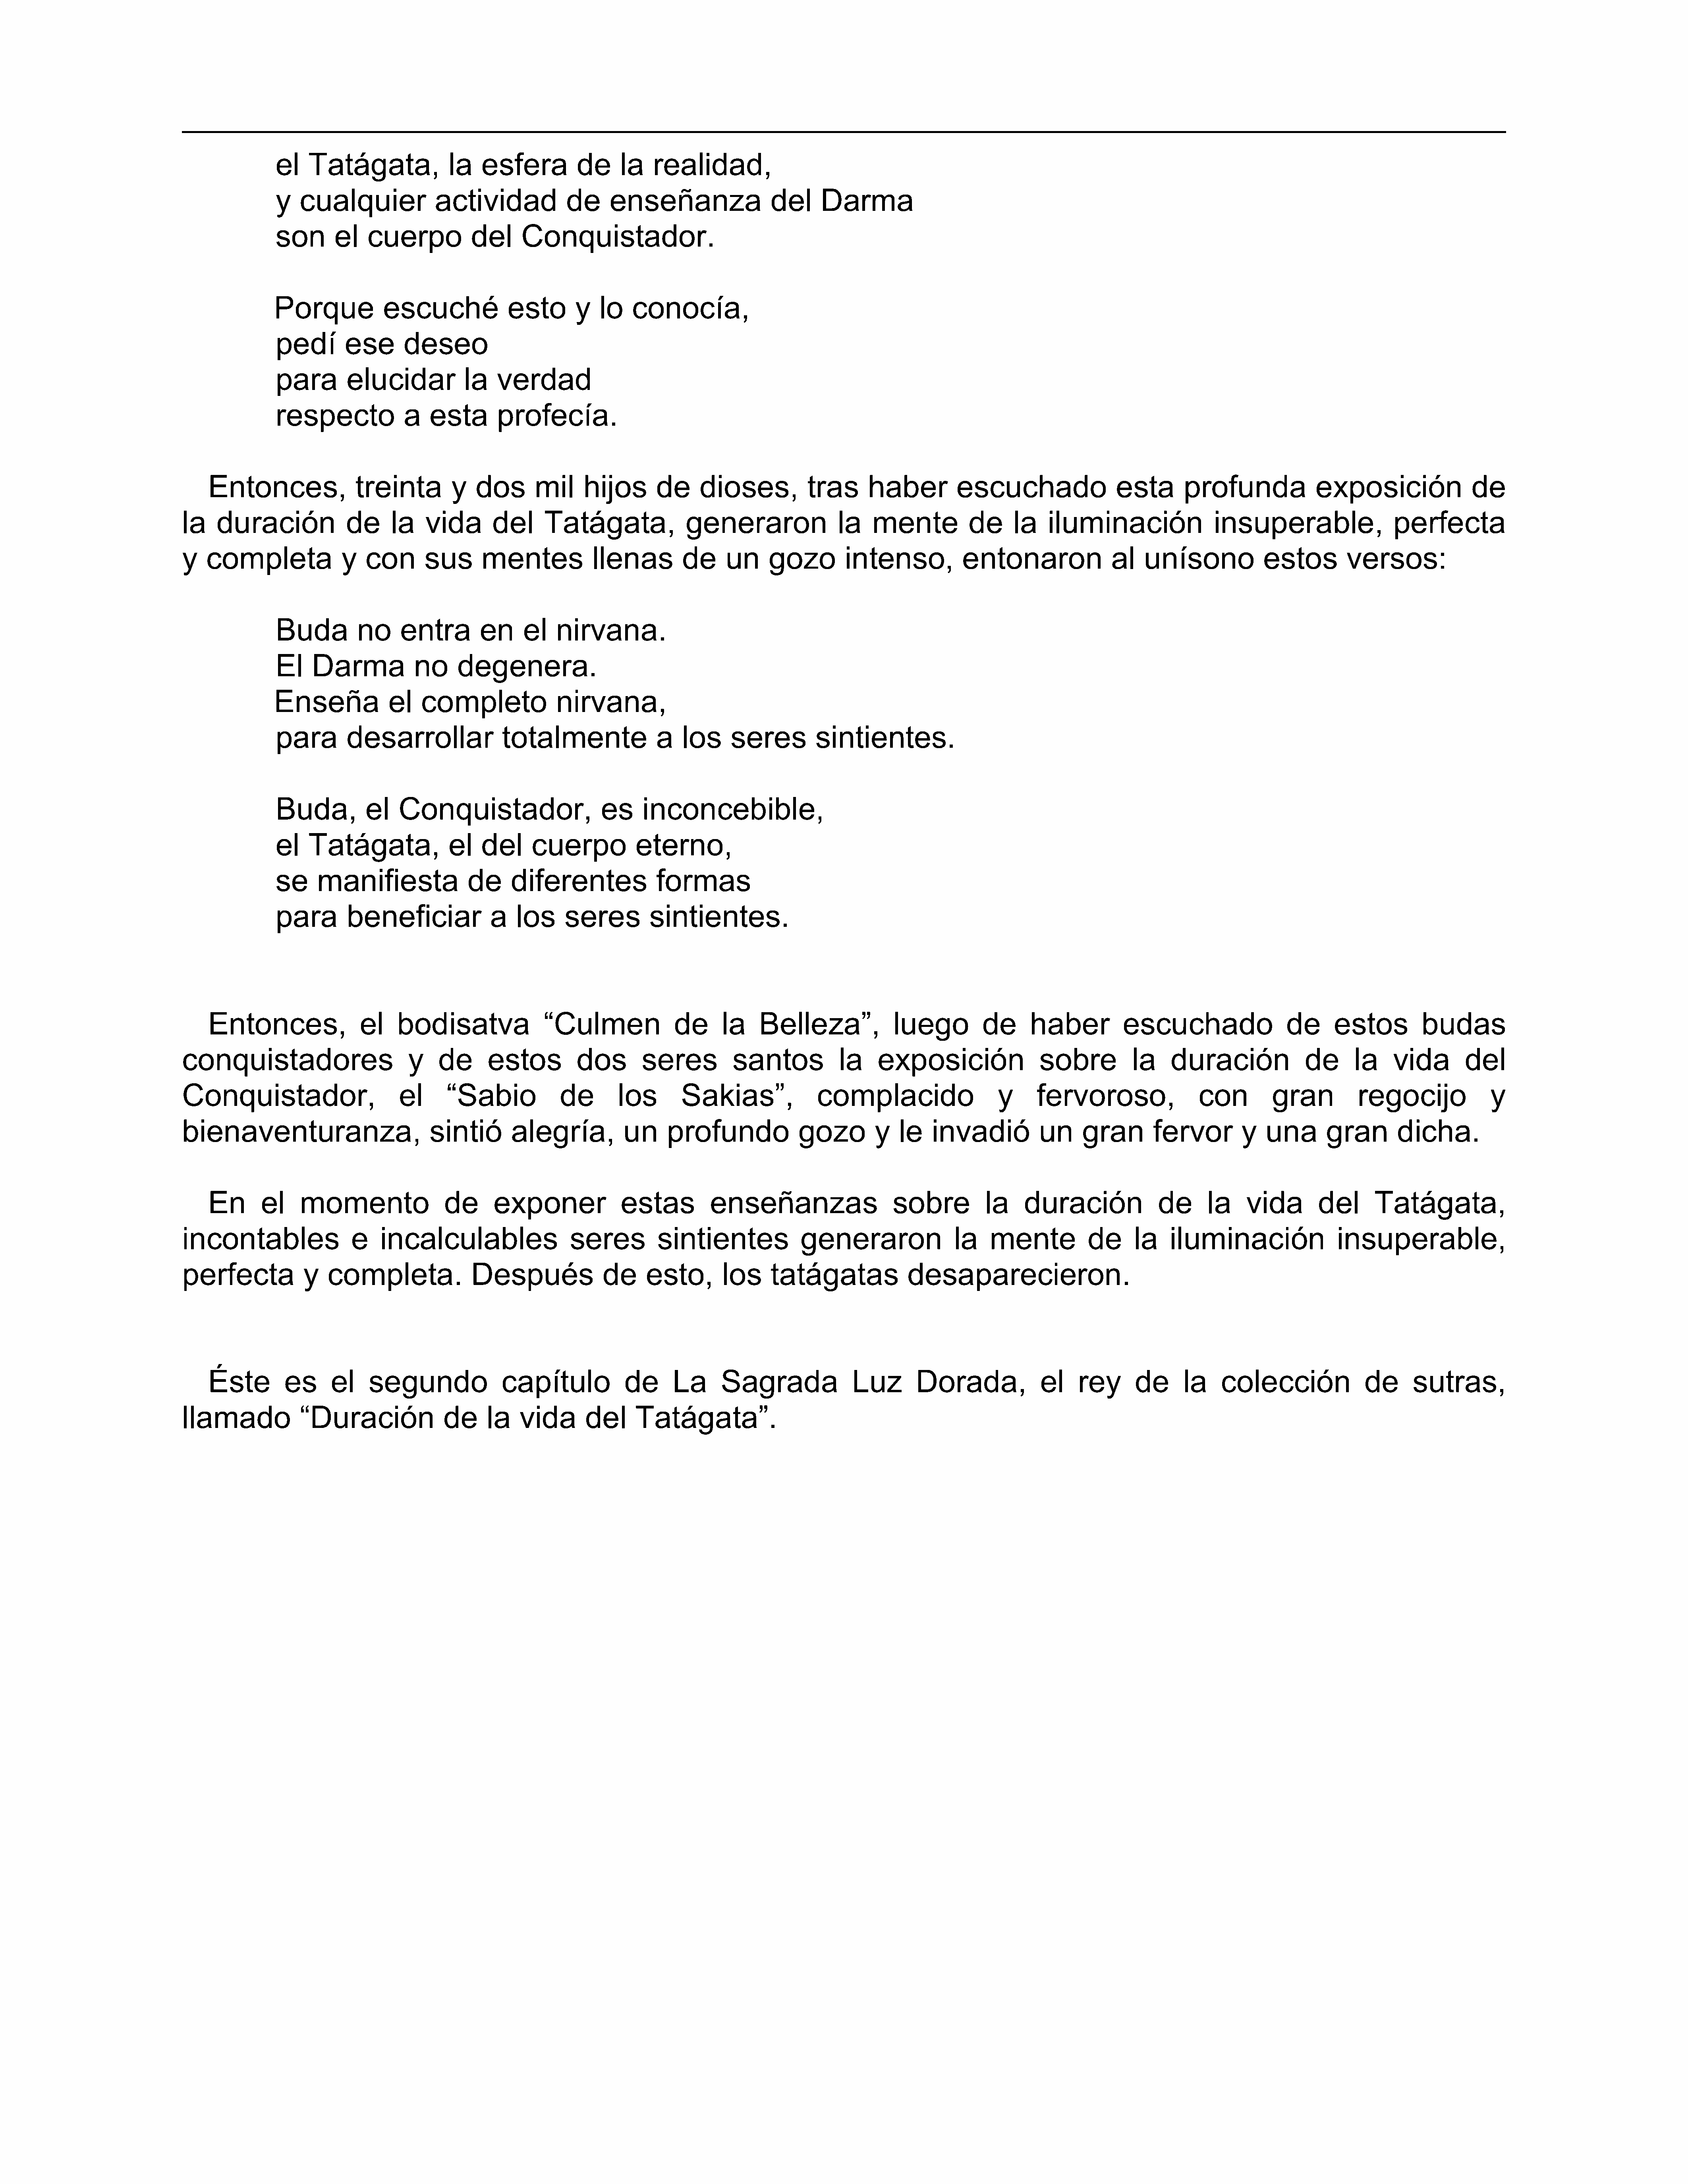 el Tatágata, la esfera de la realidad,
y cualquier actividad de enseñanza del Darma
son el cuerpo del Conquistador.
Porque escuché esto y lo conocía,
pedí ese deseo
para elucidar la verdad
respecto a esta profecía.
Entonces, treinta y dos mil hijos de dioses, tras haber escuchado esta profunda exposición de
la duración de la vida del Tatágata, generaron la mente de la iluminación insuperable, perfecta
y completa y con sus mentes llenas de un gozo intenso, entonaron al unísono estos versos:
Buda no entra en el nirvana.
El Darma no degenera.
Enseña el completo nirvana,
para desarrollar totalmente a los seres sintientes.
Buda, el Conquistador, es inconcebible,
el Tatágata, el del cuerpo eterno,
se manifiesta de diferentes formas
para beneficiar a los seres sintientes.
Entonces, el bodisatva “Culmen de la Belleza”, luego de haber escuchado de estos budas
conquistadores y de estos dos seres santos la exposición sobre la duración de la vida del
Conquistador, el “Sabio de los Sakias”, complacido y fervoroso, con gran regocijo y
bienaventuranza, sintió alegría, un profundo gozo y le invadió un gran fervor y una gran dicha.
En el momento de exponer estas enseñanzas sobre la duración de la vida del Tatágata,
incontables e incalculables seres sintientes generaron la mente de la iluminación insuperable,
perfecta y completa. Después de esto, los tatágatas desaparecieron.
Éste es el segundo capítulo de La Sagrada Luz Dorada, el rey de la colección de sutras,
llamado “Duración de la vida del Tatágata”.